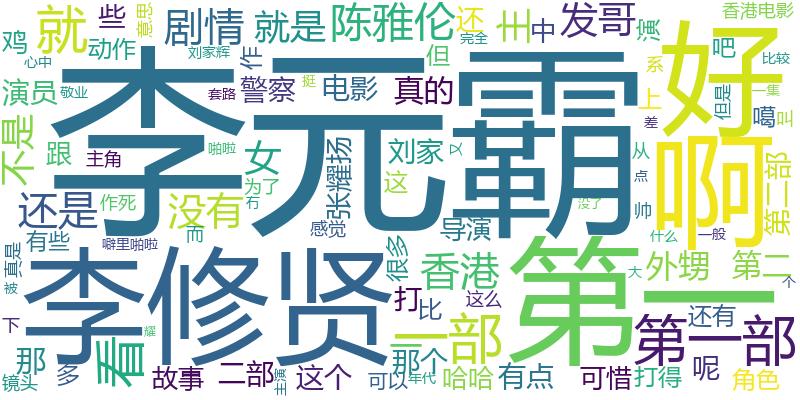 李元霸
好
啊
李修贤
第一
第一部
一部
香港
陈雅伦
剧情
就是
就
些
意思
刘家辉
作
还
完全
主
中
发哥
演
香港电影
吧
比较
鸡
心中
动作
演员
敬业
套路
警察
电影
但
真的
上
系
但是
一集
噶
叫
差
不是
跟
主角
啪啦
女
张耀扬
刘家
又
这
从
点
帅
第二部
还是
作死
没有
为了
冇
感觉
导演
没了
什么
一般
有些
而
噼里啪啦
很多
外甥
第二
大
个
被
真是
下
那
看
耀
打
比
这么
还有
镜头
多
故事
二部
主演
这个
可以
那个
年代
哈哈
有点
可惜
打得
呢
角色